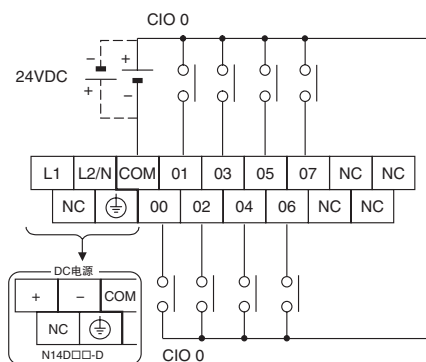 CIO 0
24VDC
− + + −
L1 L2/N COM 01 03 05 07 NC NC
NC 00 02 04 06 NC NC
DC电源
+ − COM
NC
N14D□□-D
CIO 0